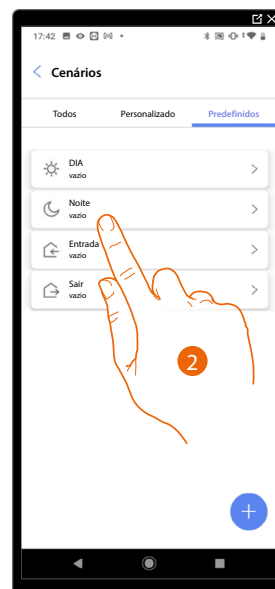 17:42
Cenários
Todos Personalizado Predefinidos
DIA
vazio
Noite
vazio
Entrada
vazio
Sair
vazio
2